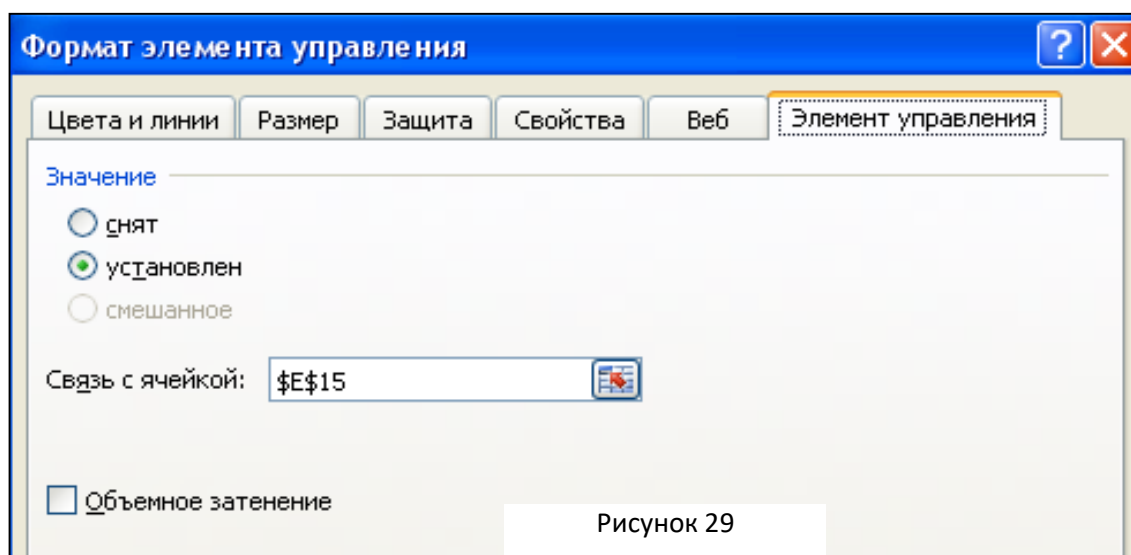 Формат элемента управления
Цвета и линии Размер Защита Свойства Веб Элемент управления
Значение
снят
установлен
смешанное
Связь с ячейкой: $E$15
Объемное затенение
Рисунок 29